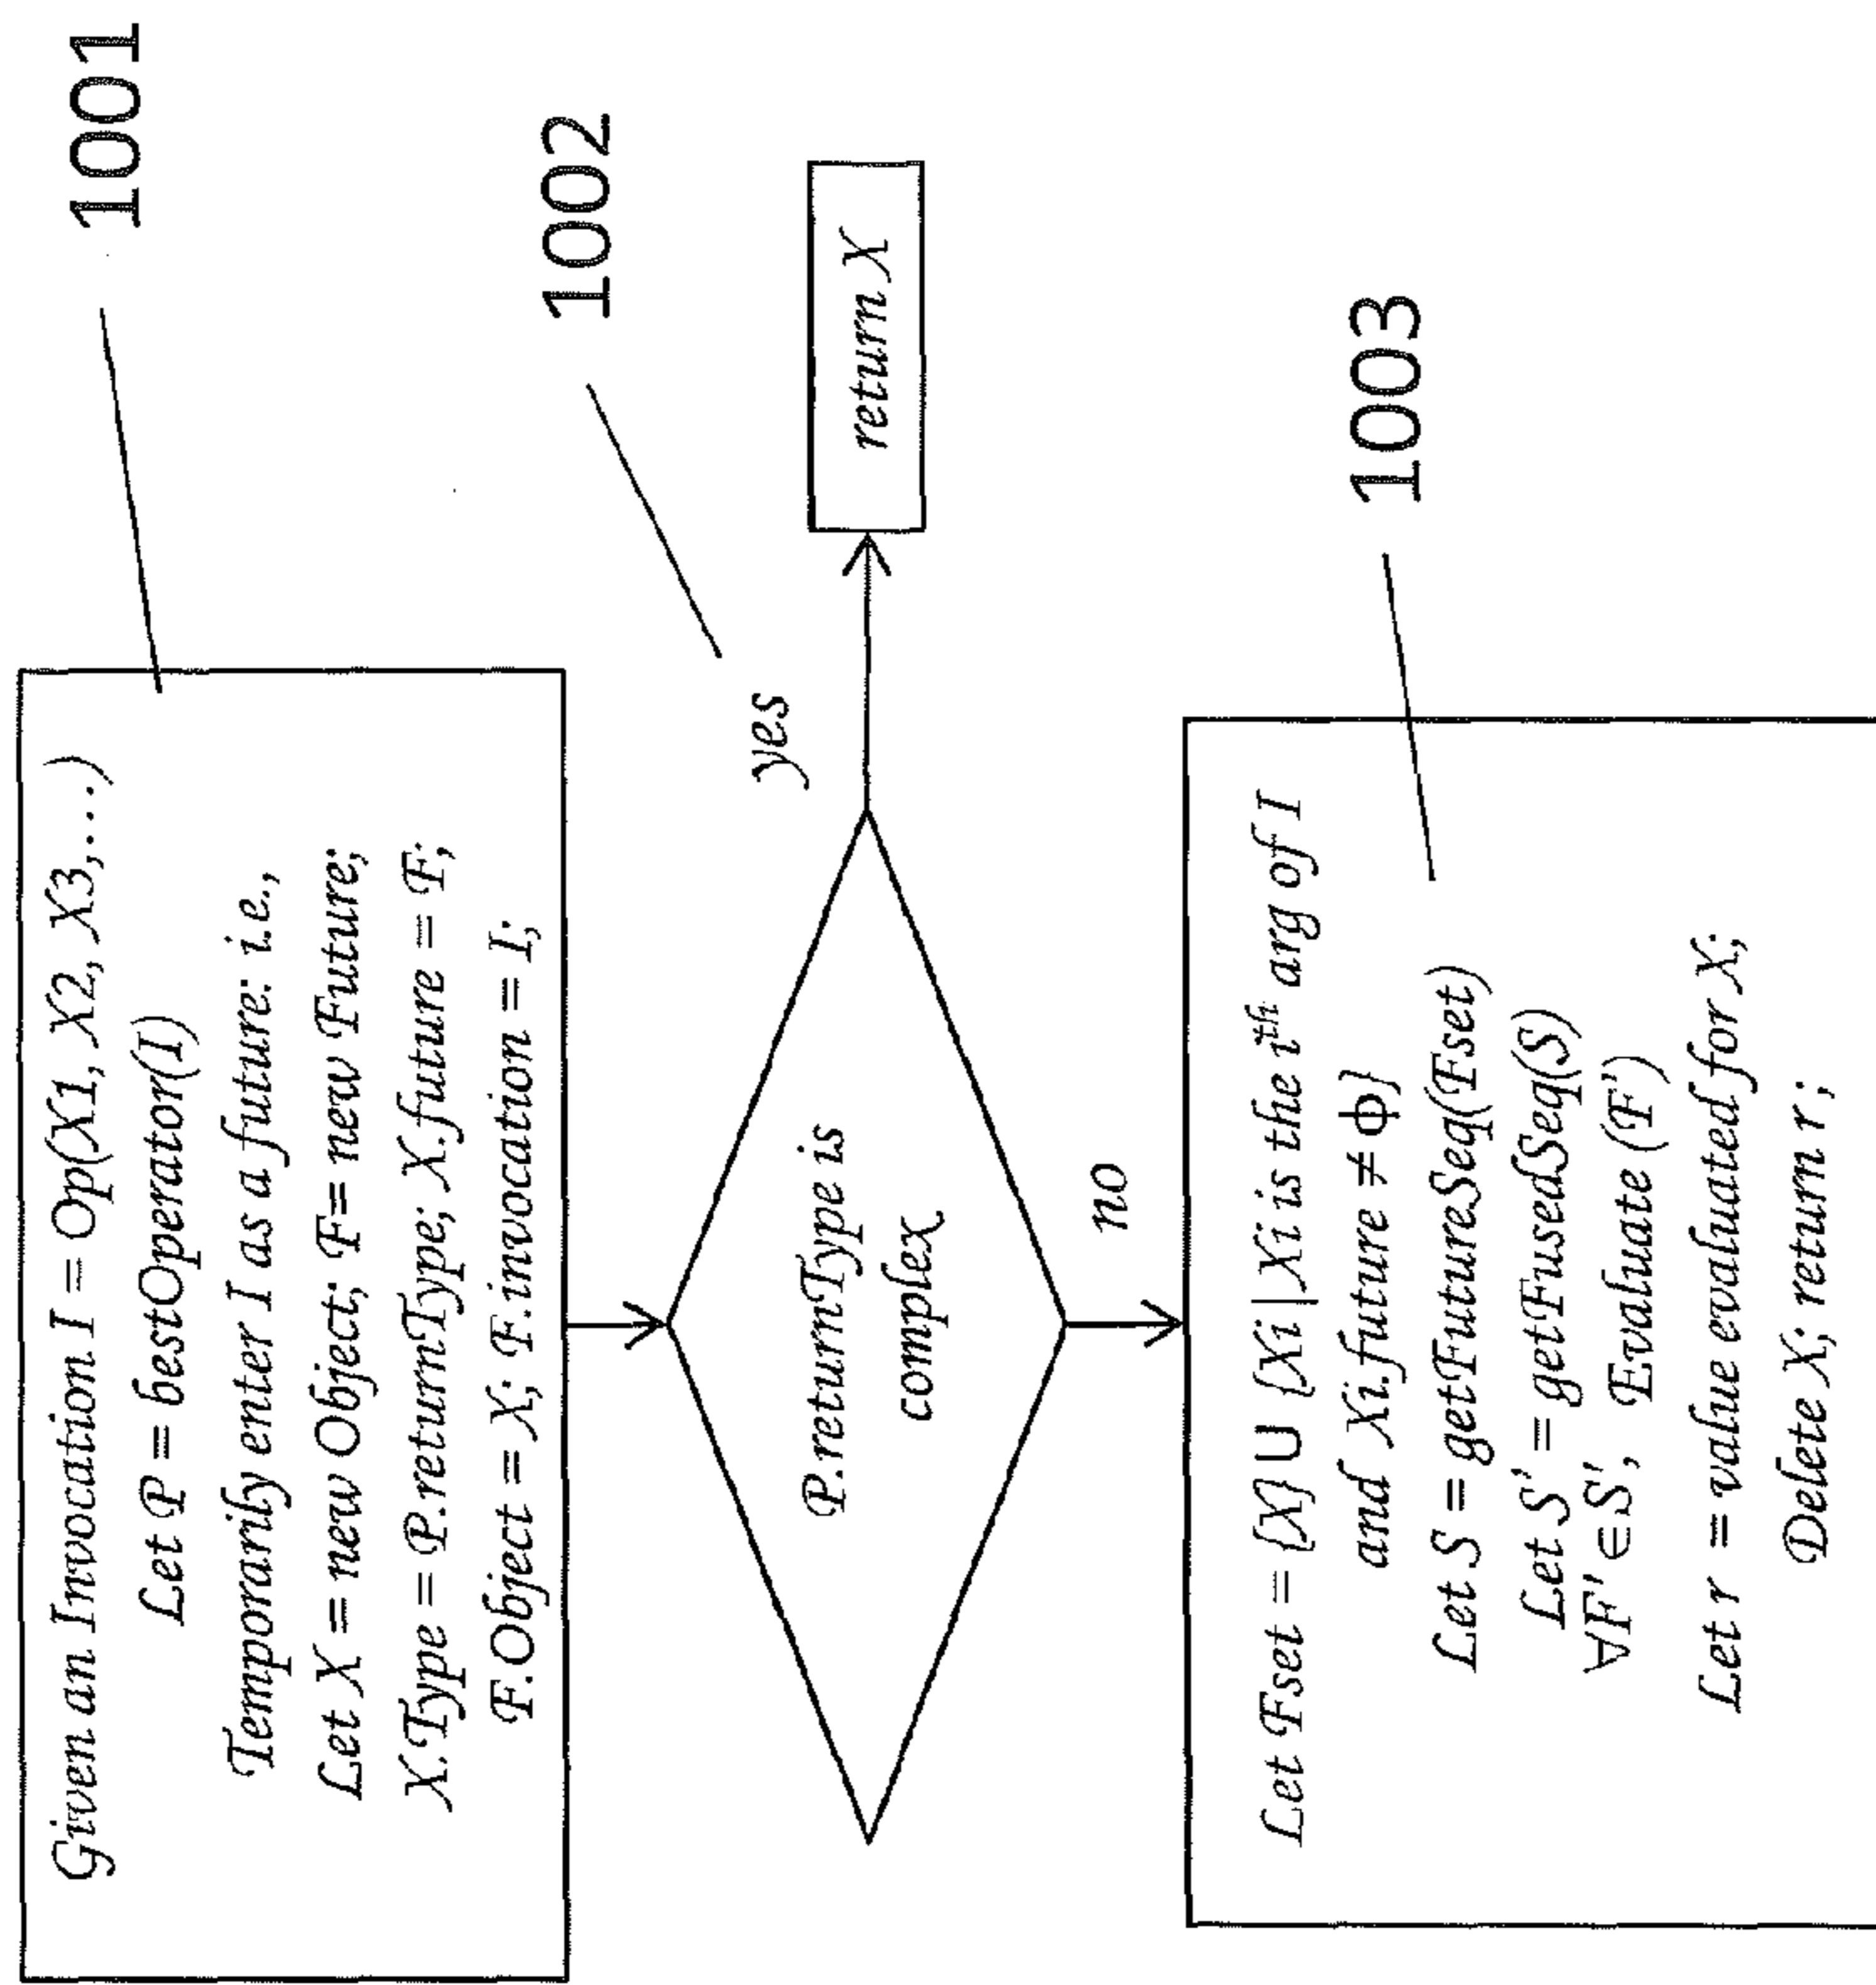 Given an Invocation I = Op(X1, X2, X3,...)
Let P = bestOperator(I)
Temporarily enter I as a future: i.e.,
Let X = new Object; F= new Future;
X.Type = P.returnType; X.future = F;
F.Object = X; F.invocation = I;
1001
P.returnType is
complex
yes
1002
return X
no
Let Fset = {X} ∪ {Xi | Xi is the iᵗʰ arg of I
and Xi.future ≠ Φ}
Let S = getFutureSeq(Fset)
Let S' = getFusedSeq(S)
∀F' ∈ S', Evaluate (F')
Let r = value evaluated for X;
Delete X; return r;
1003